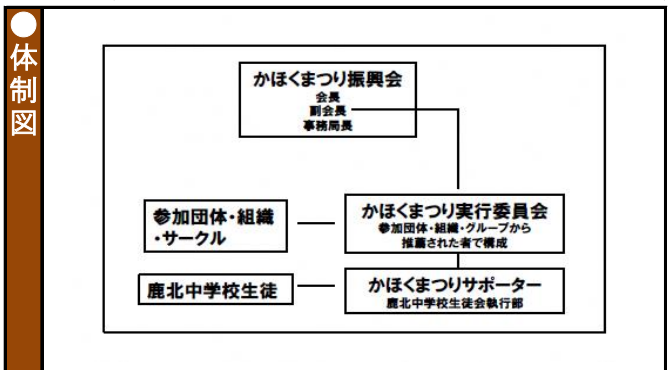 ●体制図
かほくまつり振興会
会長
副会長
事務局長
参加団体・組織
・サークル
かほくまつり実行委員会
参加団体・組織・グループから
推薦された者で構成
鹿北中学校生徒
かほくまつりサポーター
鹿北中学校生徒会執行部